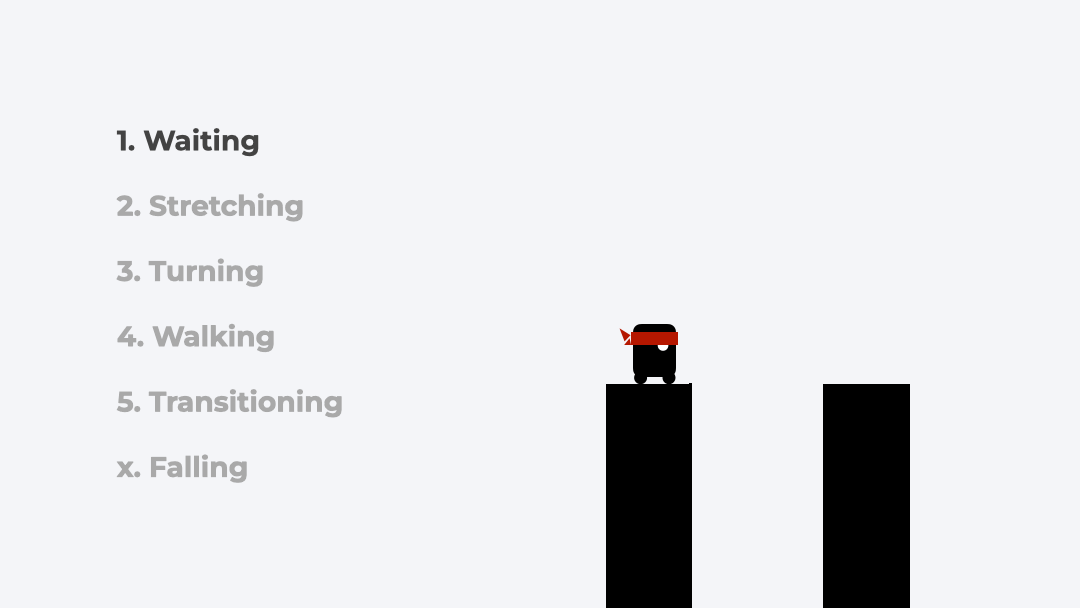 1. Waiting
2. Stretching
3. Turning
4. Walking
5. Transitioning
x. Falling